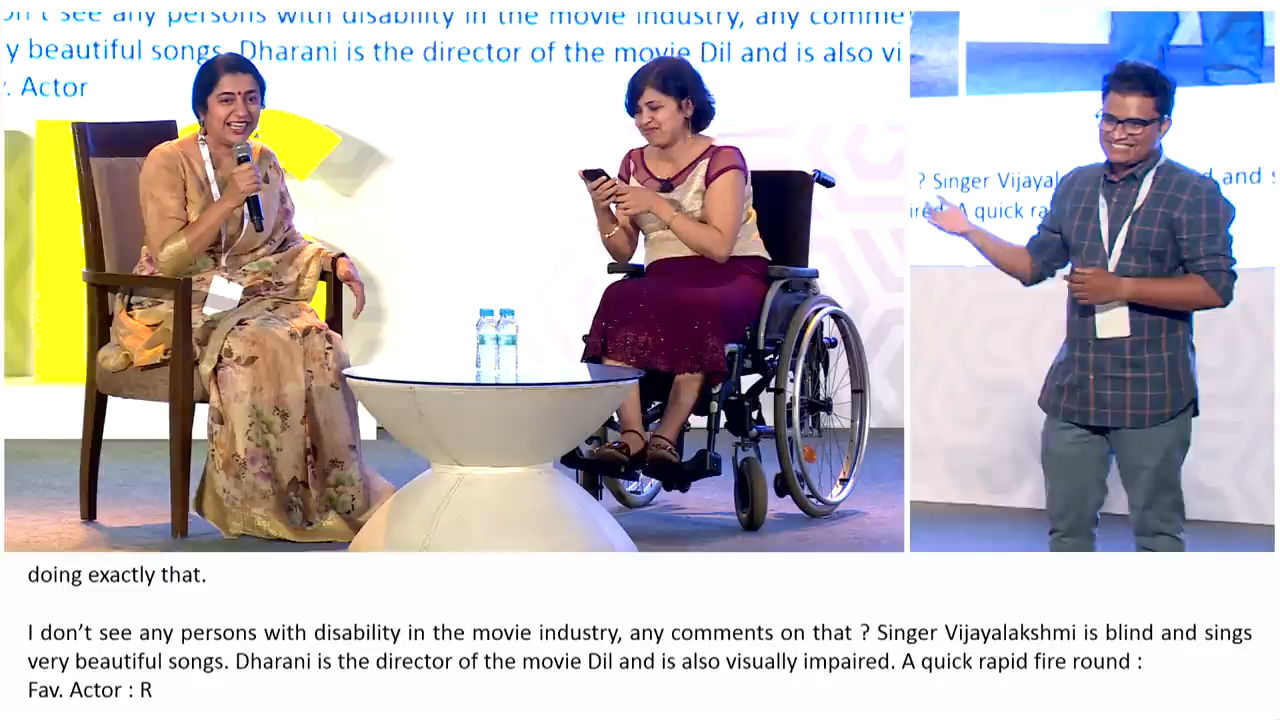 on't see any persons with disability in the movie industry, any comme
y beautiful songs. Dharani is the director of the movie Dil and is also vi
. Actor
? Singer Vijayal and s
A quick ra
doing exactly that.
I don't see any persons with disability in the movie industry, any comments on that ? Singer Vijayalakshmi is blind and sings
very beautiful songs. Dharani is the director of the movie Dil and is also visually impaired. A quick rapid fire round :
Fav. Actor : R